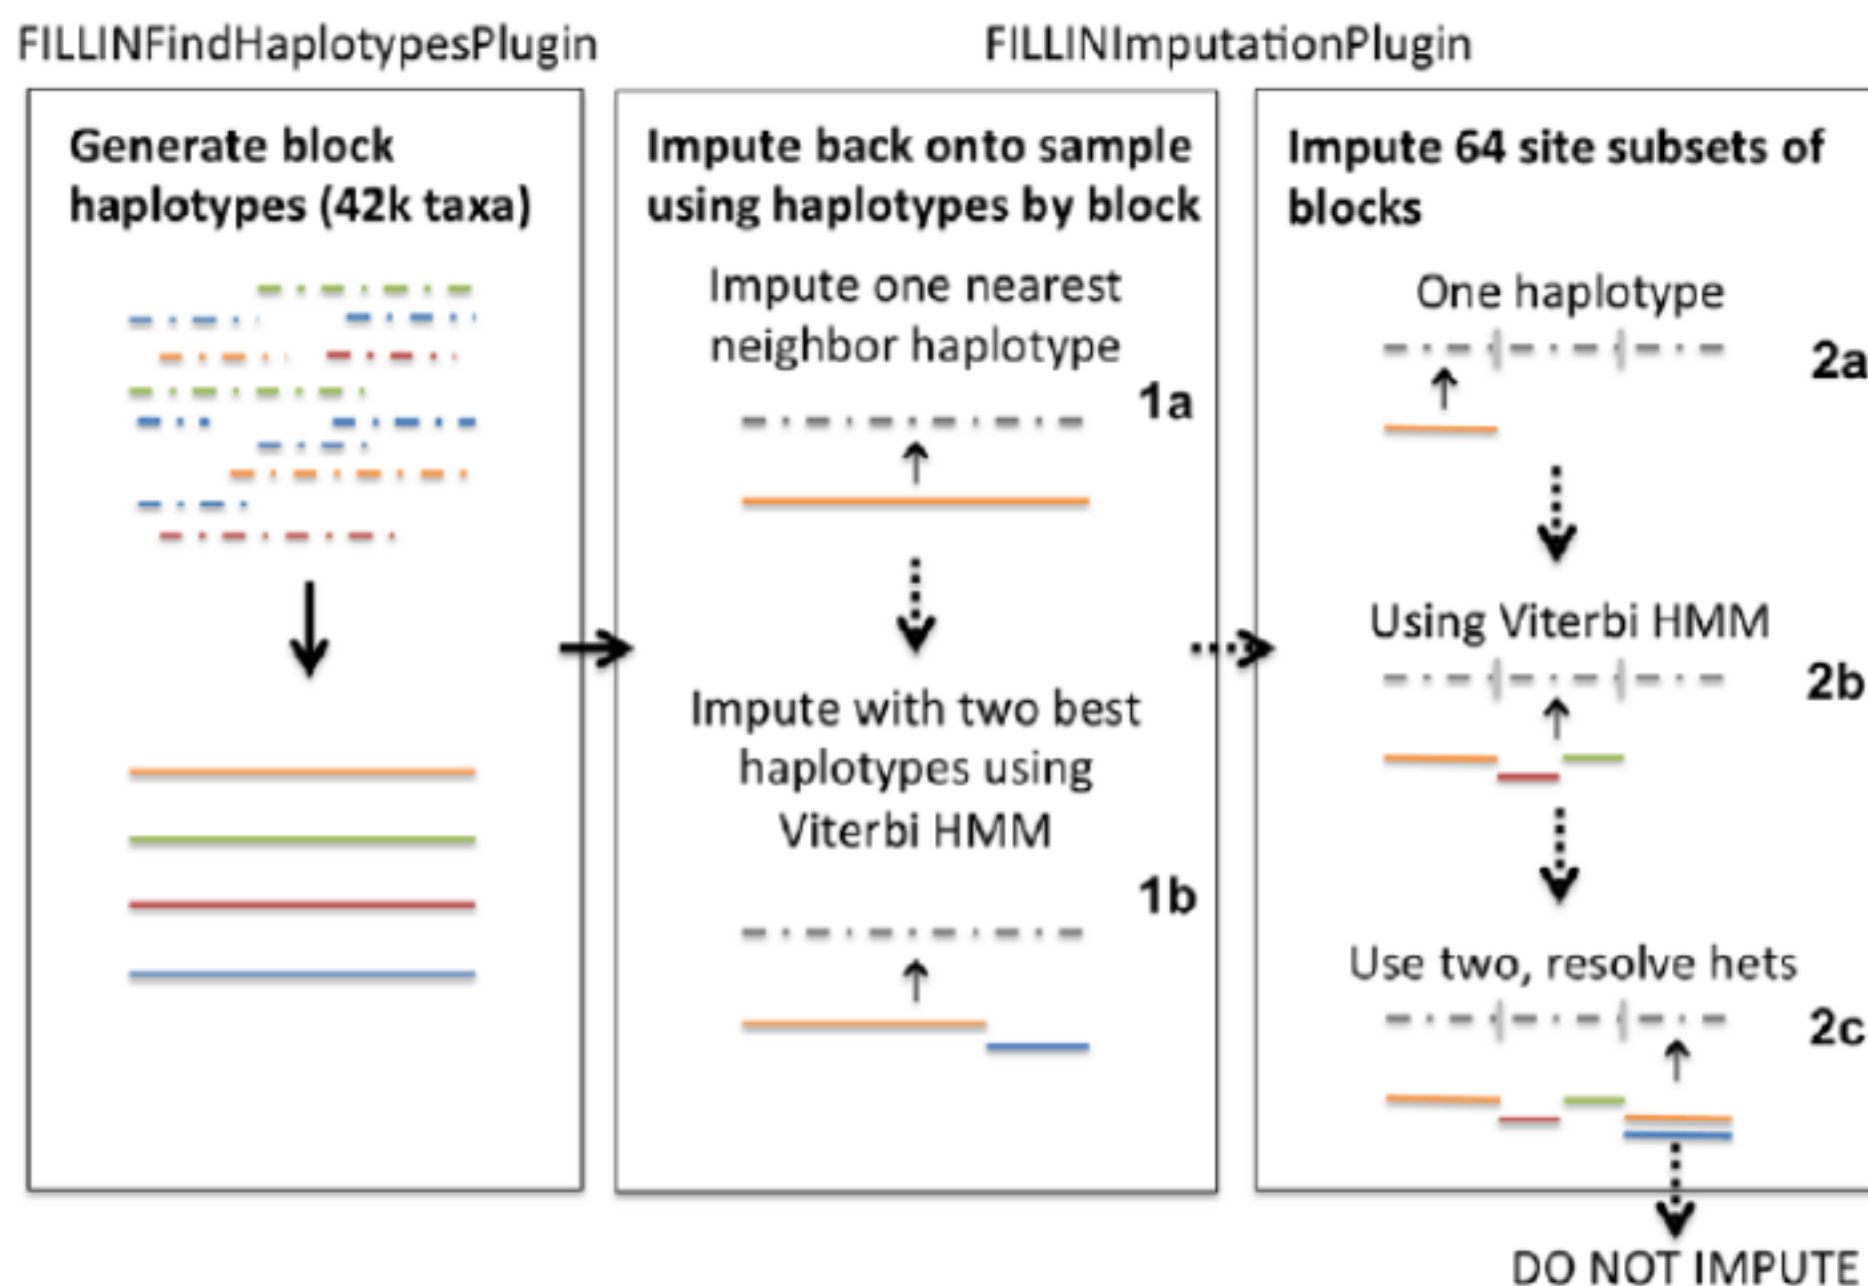 FILLINFindHaplotypesPlugin
FILLINImputationPlugin
Generate block
haplotypes (42k taxa)
Impute back onto sample
using haplotypes by block
Impute one nearest
neighbor haplotype
1a
Impute with two best
haplotypes using
Viterbi HMM
1b
Impute 64 site subsets of
blocks
One haplotype
2a
Using Viterbi HMM
2b
Use two, resolve hets
2c
DO NOT IMPUTE